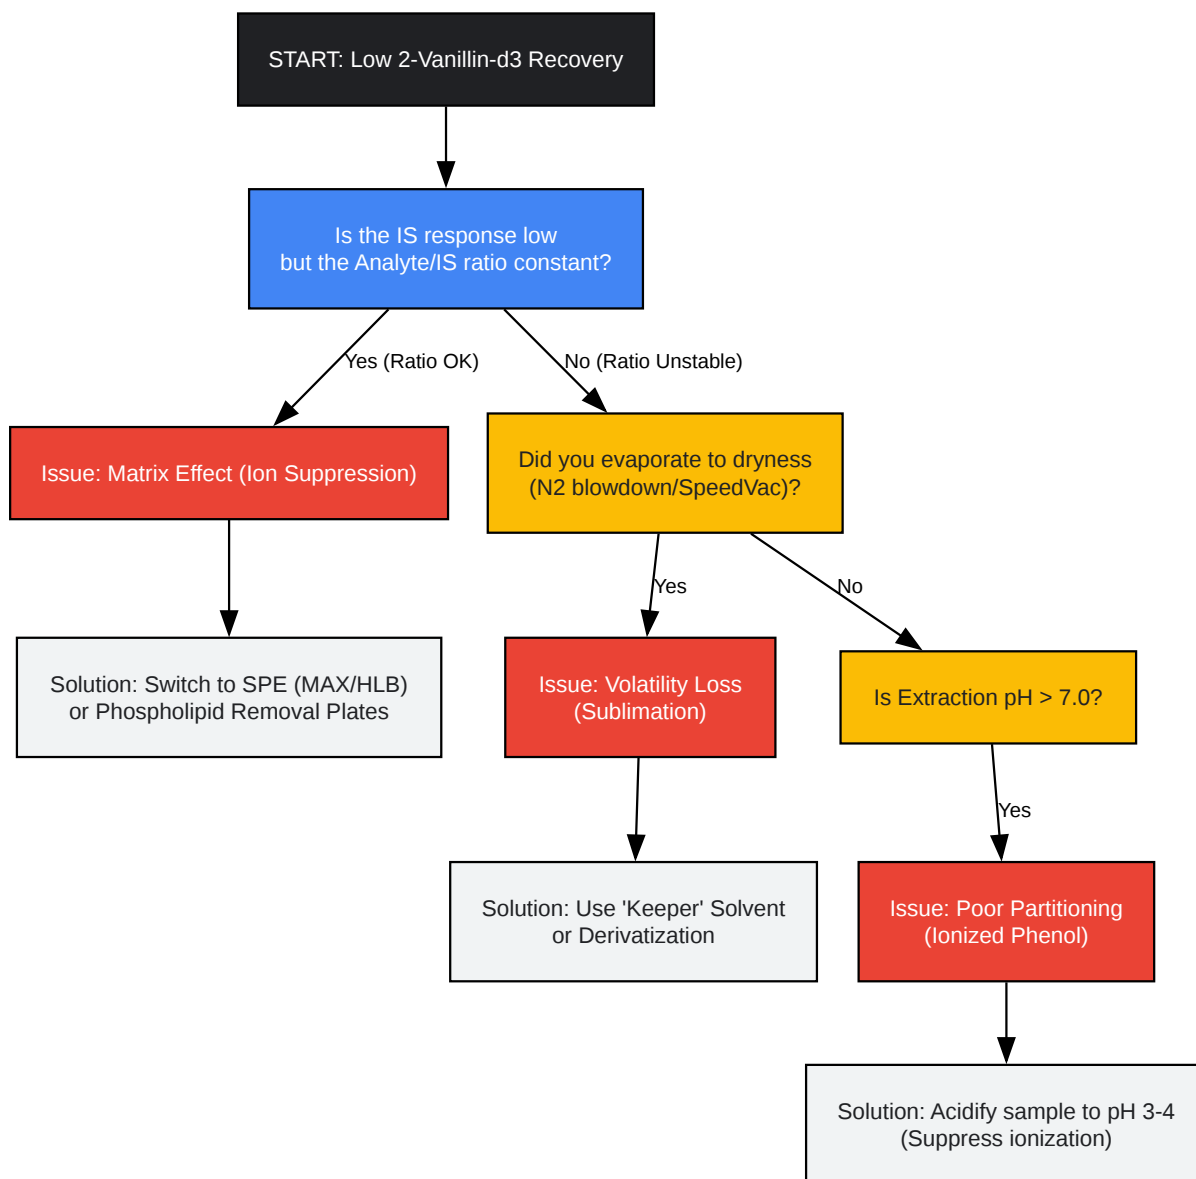 START: Low 2-Vanillin-d3 Recovery
Is the IS response low
but the Analyte/IS ratio constant?
Yes (Ratio OK)
No (Ratio Unstable)
Issue: Matrix Effect (Ion Suppression)
Did you evaporate to dryness
(N2 blowdown/SpeedVac)?
Yes
No
Solution: Switch to SPE (MAX/HLB)
or Phospholipid Removal Plates
Issue: Volatility Loss
(Sublimation)
Is Extraction pH > 7.0?
Yes
Solution: Use 'Keeper' Solvent
or Derivatization
Issue: Poor Partitioning
(Ionized Phenol)
Solution: Acidify sample to pH 3-4
(Suppress ionization)